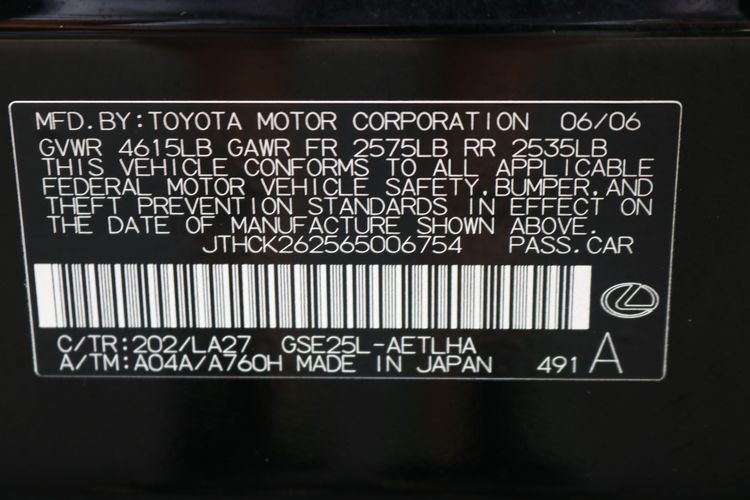 MFD.BY:TOYOTA MOTOR CORPORATION 06/06
GVWR 4615LB GAWR FR 2575LB RR 2535LB
THIS VEHICLE CONFORMS TO ALL APPLICABLE
FEDERAL MOTOR VEHICLE SAFETY,BUMPER,AND
THEFT PREVENTION STANDARDS IN EFFECT ON
THE DATE OF MANUFACTURE SHOWN ABOVE.
JTHCK262565006754 PASS.CAR
C/TR:202/LA27 GSE25L-AETLHA
A/TM:A04A/A760H MADE IN JAPAN 491 A